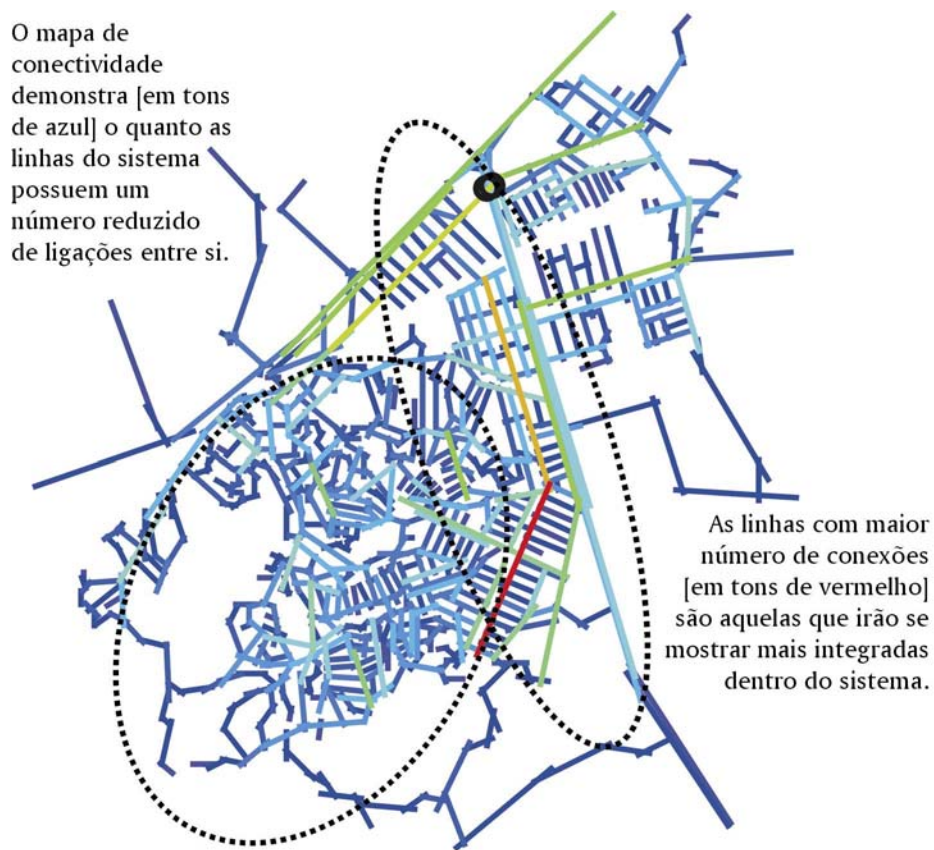 O mapa de
conectividade
demonstra [em tons
de azul] o quanto as
linhas do sistema
possuem um
número reduzido
de ligações entre si.
As linhas com maior
número de conexões
[em tons de vermelho]
são aquelas que irão se
mostrar mais integradas
dentro do sistema.